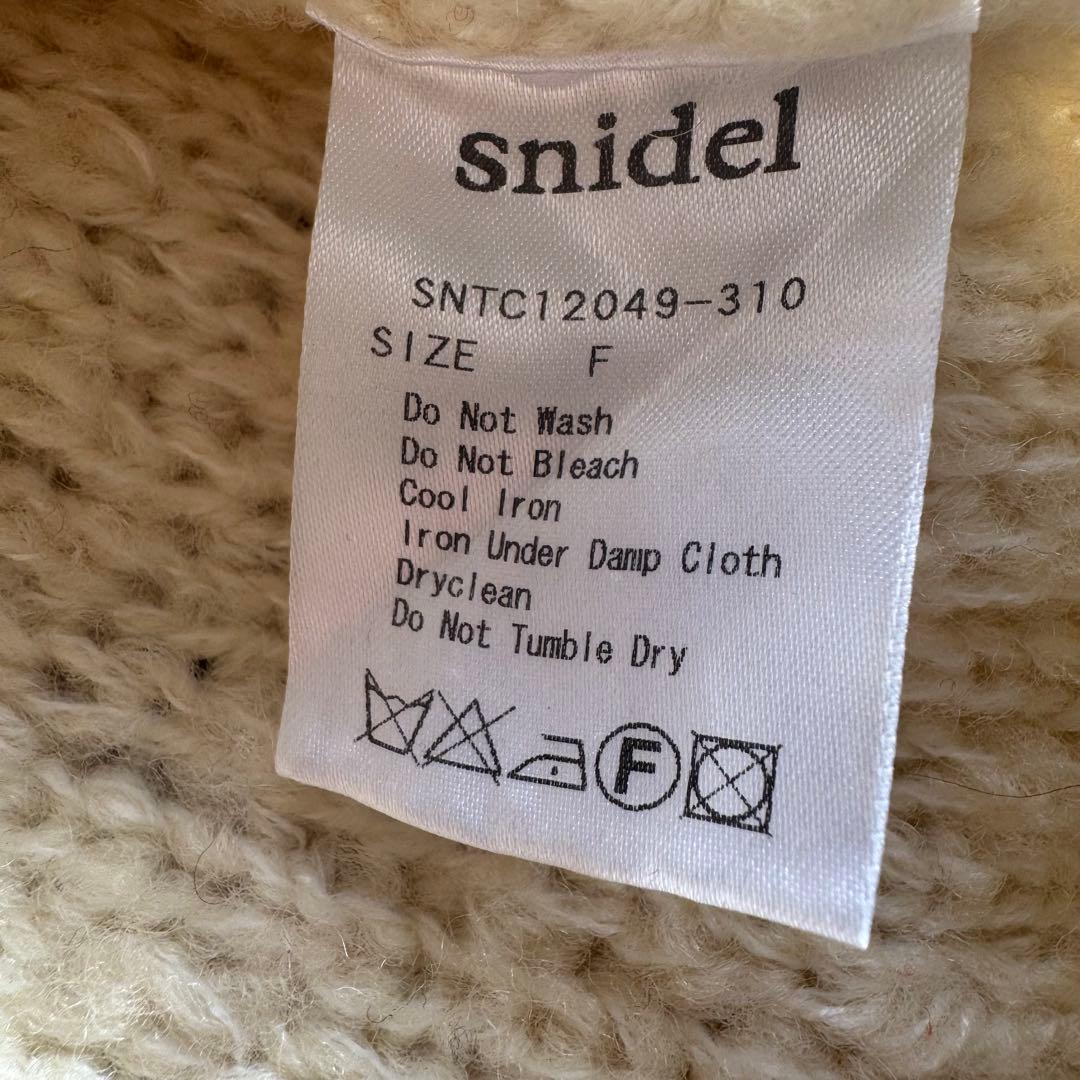 snidel
SNTC12049-310
SIZE F
Do Not Wash
Do Not Bleach
Cool Iron
Iron Under Damp Cloth
Dryclean
Do Not Tumble Dry
F